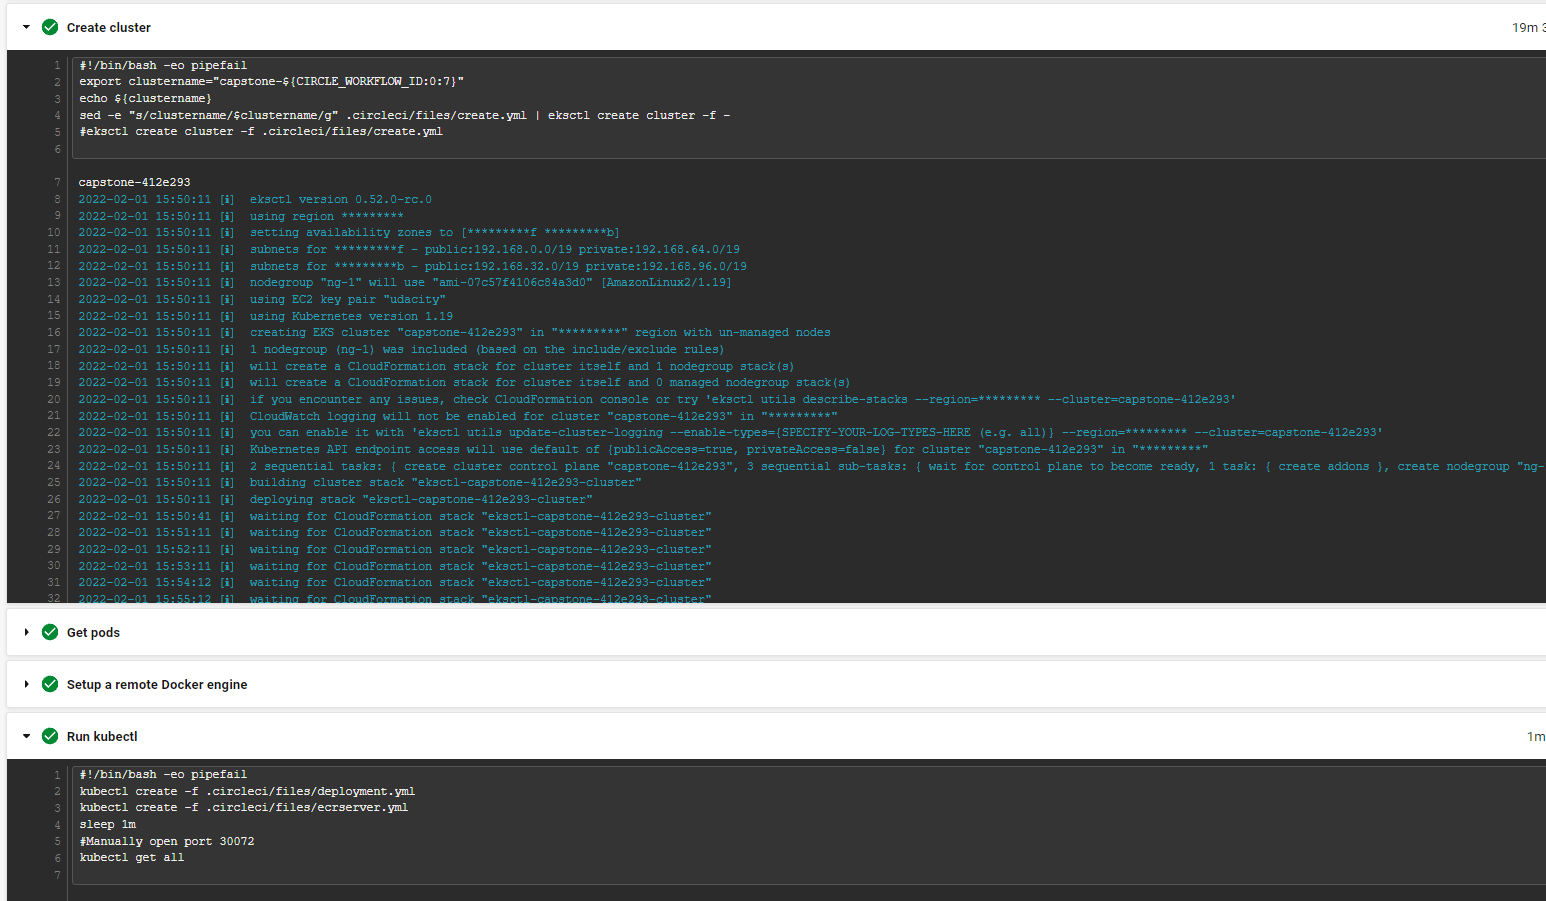 Create cluster
19m 3
1 #!/bin/bash -eo pipefail
2 export clustername="capstone-${CIRCLE_WORKFLOW_ID:0:7}"
3 echo ${clustername}
4 sed -e "s/clustername/$clustername/g" .circleci/files/create.yml | eksctl create cluster -f -
5 #eksctl create cluster -f .circleci/files/create.yml
6
7 capstone-412e293
8 2022-02-01 15:50:11 [ℹ]  eksctl version 0.52.0-rc.0
9 2022-02-01 15:50:11 [ℹ]  using region *********
10 2022-02-01 15:50:11 [ℹ]  setting availability zones to [*********f *********b]
11 2022-02-01 15:50:11 [ℹ]  subnets for *********f - public:192.168.0.0/19 private:192.168.64.0/19
12 2022-02-01 15:50:11 [ℹ]  subnets for *********b - public:192.168.32.0/19 private:192.168.96.0/19
13 2022-02-01 15:50:11 [ℹ]  nodegroup "ng-1" will use "ami-07c57f4106c84a3d0" [AmazonLinux2/1.19]
14 2022-02-01 15:50:11 [ℹ]  using EC2 key pair "udacity"
15 2022-02-01 15:50:11 [ℹ]  using Kubernetes version 1.19
16 2022-02-01 15:50:11 [ℹ]  creating EKS cluster "capstone-412e293" in "*********" region with un-managed nodes
17 2022-02-01 15:50:11 [ℹ]  1 nodegroup (ng-1) was included (based on the include/exclude rules)
18 2022-02-01 15:50:11 [ℹ]  will create a CloudFormation stack for cluster itself and 1 nodegroup stack(s)
19 2022-02-01 15:50:11 [ℹ]  will create a CloudFormation stack for cluster itself and 0 managed nodegroup stack(s)
20 2022-02-01 15:50:11 [ℹ]  if you encounter any issues, check CloudFormation console or try 'eksctl utils describe-stacks --region=********* --cluster=capstone-412e293'
21 2022-02-01 15:50:11 [ℹ]  CloudWatch logging will not be enabled for cluster "capstone-412e293" in "*********"
22 2022-02-01 15:50:11 [ℹ]  you can enable it with 'eksctl utils update-cluster-logging --enable-types={SPECIFY-YOUR-LOG-TYPES-HERE (e.g. all)} --region=********* --cluster=capstone-412e293'
23 2022-02-01 15:50:11 [ℹ]  Kubernetes API endpoint access will use default of {publicAccess=true, privateAccess=false} for cluster "capstone-412e293" in "*********"
24 2022-02-01 15:50:11 [ℹ]  2 sequential tasks: { create cluster control plane "capstone-412e293", 3 sequential sub-tasks: { wait for control plane to become ready, 1 task: { create addons }, create nodegroup "ng-
25 2022-02-01 15:50:11 [ℹ]  building cluster stack "eksctl-capstone-412e293-cluster"
26 2022-02-01 15:50:11 [ℹ]  deploying stack "eksctl-capstone-412e293-cluster"
27 2022-02-01 15:50:41 [ℹ]  waiting for CloudFormation stack "eksctl-capstone-412e293-cluster"
28 2022-02-01 15:51:11 [ℹ]  waiting for CloudFormation stack "eksctl-capstone-412e293-cluster"
29 2022-02-01 15:52:11 [ℹ]  waiting for CloudFormation stack "eksctl-capstone-412e293-cluster"
30 2022-02-01 15:53:11 [ℹ]  waiting for CloudFormation stack "eksctl-capstone-412e293-cluster"
31 2022-02-01 15:54:12 [ℹ]  waiting for CloudFormation stack "eksctl-capstone-412e293-cluster"
32 2022-02-01 15:55:12 [ℹ]  waiting for CloudFormation stack "eksctl-capstone-412e293-cluster"
Get pods
Setup a remote Docker engine
Run kubectl
1m
1 #!/bin/bash -eo pipefail
2 kubectl create -f .circleci/files/deployment.yml
3 kubectl create -f .circleci/files/ecrserver.yml
4 sleep 1m
5 #Manually open port 30072
6 kubectl get all
7